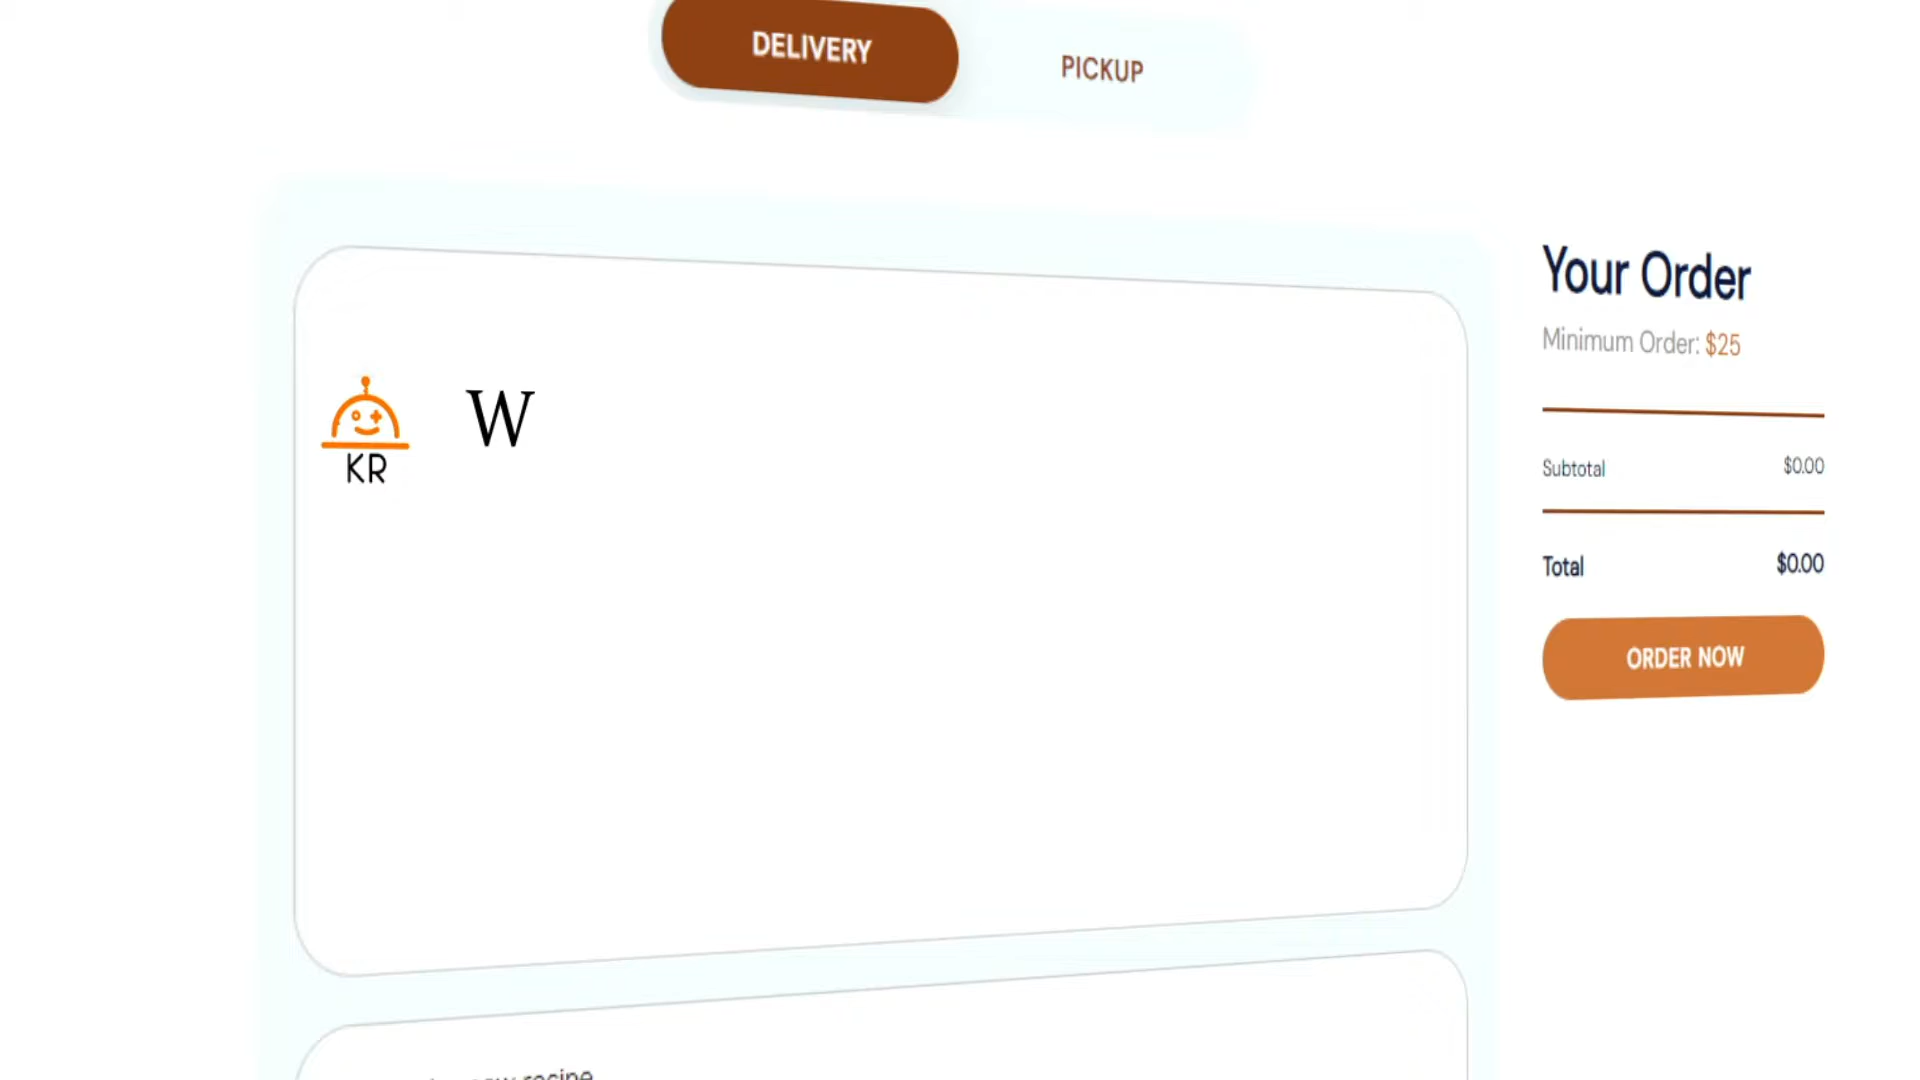 DELIVERY
PICKUP
KR
W
Your Order
Minimum Order: $25
Subtotal $0.00
Total $0.00
ORDER NOW
recipe